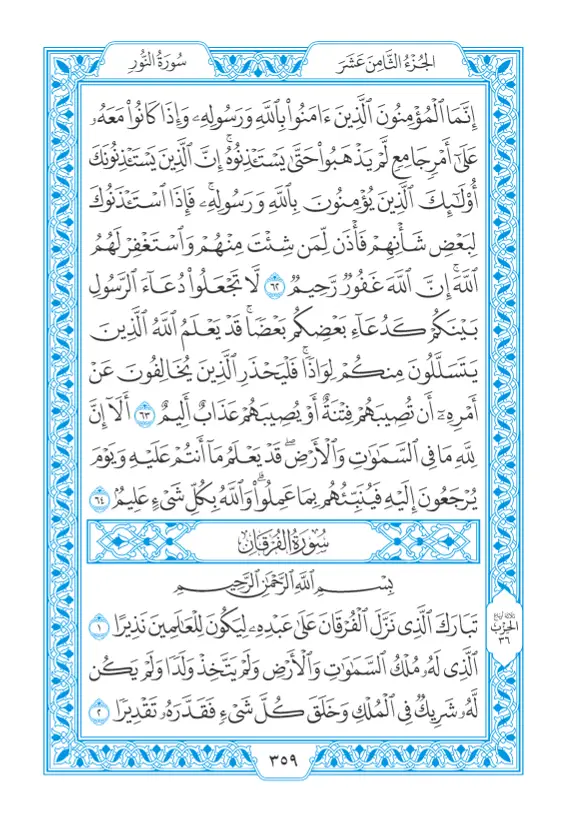 الجُزْءُ الثَّامِنَ عَشَرَ
سُورَةُ النُّورِ
إِنَّمَا ٱلْمُؤْمِنُونَ ٱلَّذِينَ ءَامَنُوا۟ بِٱللَّهِ وَرَسُولِهِۦ وَإِذَا كَانُوا۟ مَعَهُۥ
عَلَىٰٓ أَمْرٍ جَامِعٍ لَّمْ يَذْهَبُوا۟ حَتَّىٰ يَسْتَـْٔذِنُوهُ ۚ إِنَّ ٱلَّذِينَ يَسْتَـْٔذِنُونَكَ
أُو۟لَٰٓئِكَ ٱلَّذِينَ يُؤْمِنُونَ بِٱللَّهِ وَرَسُولِهِۦ ۚ فَإِذَا ٱسْتَـْٔذَنُوكَ
لِبَعْضِ شَأْنِهِمْ فَأْذَن لِّمَن شِئْتَ مِنْهُمْ وَٱسْتَغْفِرْ لَهُمُ
ٱللَّهَ ۚ إِنَّ ٱللَّهَ غَفُورٌ رَّحِيمٌ ٦٢ لَّا تَجْعَلُوا۟ دُعَآءَ ٱلرَّسُولِ
بَيْنَكُمْ كَدُعَآءِ بَعْضِكُم بَعْضًا ۚ قَدْ يَعْلَمُ ٱللَّهُ ٱلَّذِينَ
يَتَسَلَّلُونَ مِنكُمْ لِوَاذًا ۚ فَلْيَحْذَرِ ٱلَّذِينَ يُخَالِفُونَ عَنْ
أَمْرِهِۦٓ أَن تُصِيبَهُمْ فِتْنَةٌ أَوْ يُصِيبَهُمْ عَذَابٌ أَلِيمٌ ٦٣ أَلَآ إِنَّ
لِلَّهِ مَا فِى ٱلسَّمَٰوَٰتِ وَٱلْأَرْضِ ۖ قَدْ يَعْلَمُ مَآ أَنتُمْ عَلَيْهِ وَيَوْمَ
يُرْجَعُونَ إِلَيْهِ فَيُنَبِّئُهُم بِمَا عَمِلُوا۟ ۗ وَٱللَّهُ بِكُلِّ شَىْءٍ عَلِيمٌۢ ٦٤
سُورَةُ الفُرْقَانِ
بِسْمِ ٱللَّهِ ٱلرَّحْمَٰنِ ٱلرَّحِيمِ
تَبَارَكَ ٱلَّذِى نَزَّلَ ٱلْفُرْقَانَ عَلَىٰ عَبْدِهِۦ لِيَكُونَ لِلْعَٰلَمِينَ نَذِيرًا ١
ٱلَّذِى لَهُۥ مُلْكُ ٱلسَّمَٰوَٰتِ وَٱلْأَرْضِ وَلَمْ يَتَّخِذْ وَلَدًا وَلَمْ يَكُن
لَّهُۥ شَرِيكٌ فِى ٱلْمُلْكِ وَخَلَقَ كُلَّ شَىْءٍ فَقَدَّرَهُۥ تَقْدِيرًا ٢
ثلاثة أرباع
الحِزْب
٣٦
٣٥٩